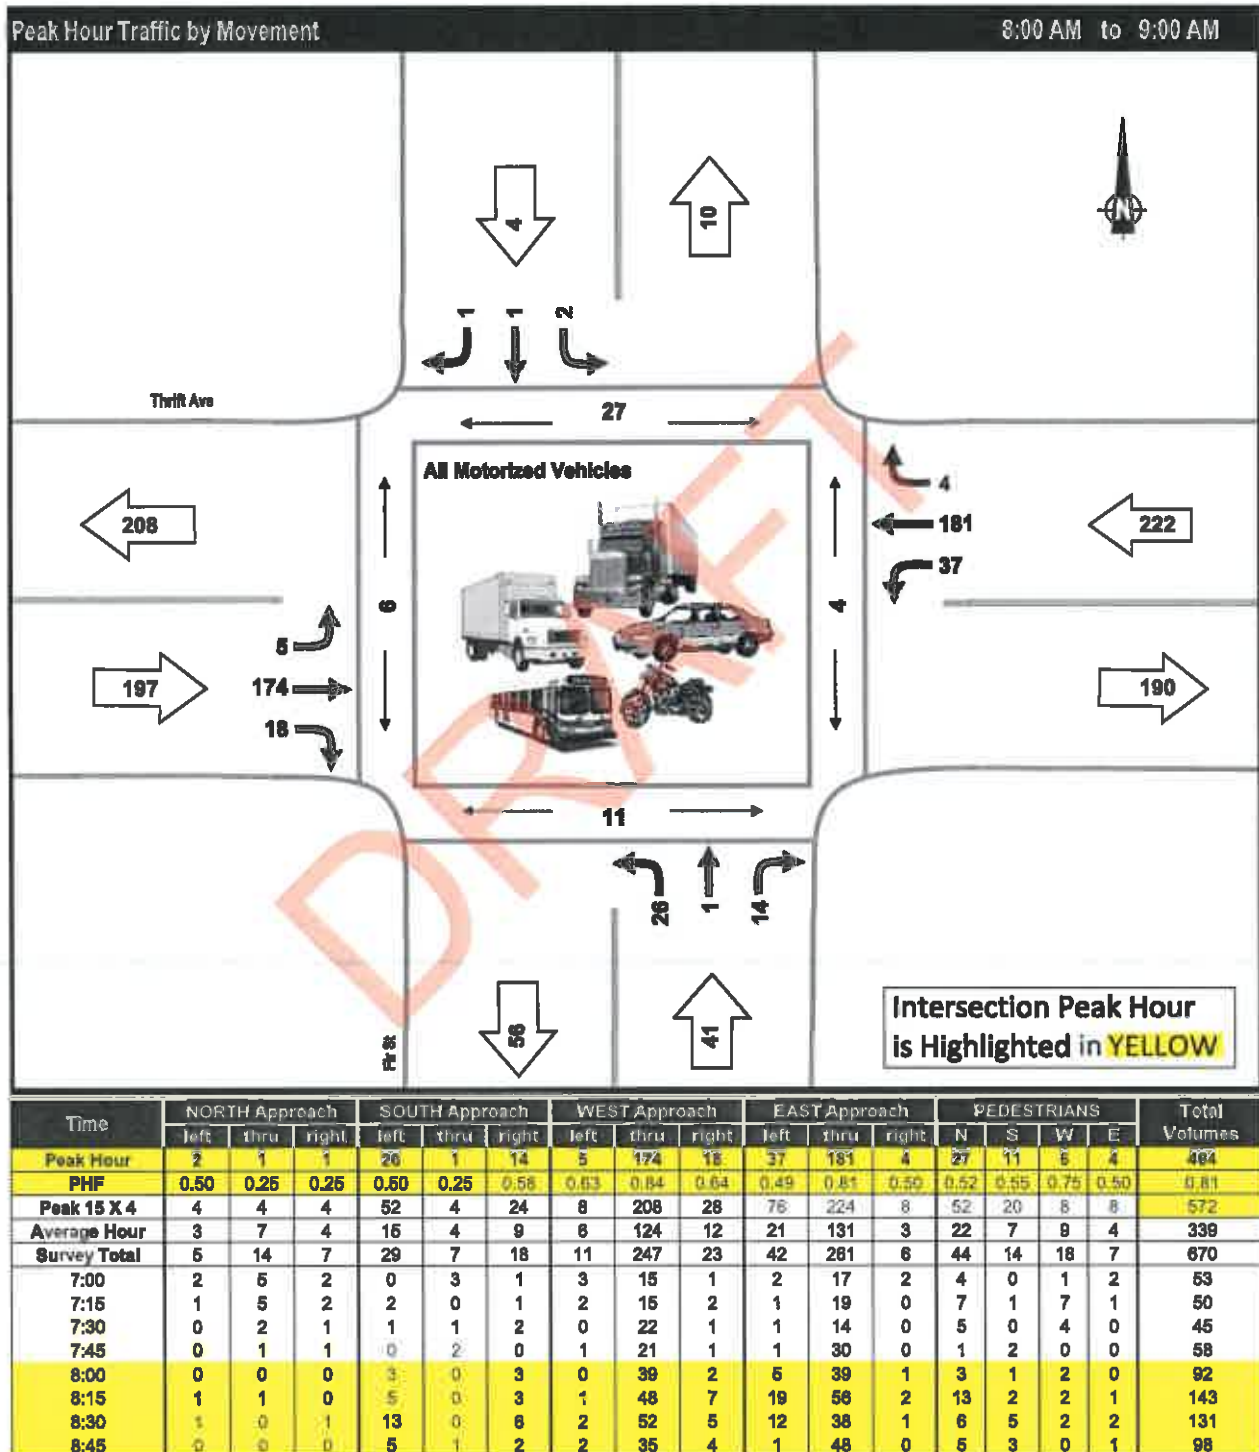 Peak Hour Traffic by Movement 8:00 AM to 9:00 AM
4 10
1 1 2
N
Thrift Ave
27
All Motorized Vehicles
4
208 181 222
37
6 4
5
197 174 190
18
11
26 1 14
Fir St
56 41
Intersection Peak Hour
is Highlighted in YELLOW
DRAFT
Time NORTH Approach SOUTH Approach WEST Approach EAST Approach PEDESTRIANS Total
left thru right left thru right left thru right left thru right N S W E Volumes
Peak Hour 2 1 1 26 1 14 5 174 18 37 181 4 27 11 6 4 464
PHF 0.50 0.25 0.25 0.50 0.25 0.58 0.63 0.84 0.64 0.49 0.81 0.50 0.52 0.55 0.75 0.50 0.81
Peak 15 X 4 4 4 4 52 4 24 8 208 28 76 224 8 52 20 8 8 572
Average Hour 3 7 4 15 4 9 6 124 12 21 131 3 22 7 9 4 339
Survey Total 5 14 7 29 7 18 11 247 23 42 261 6 44 14 18 7 670
7:00 2 5 2 0 3 1 3 15 1 2 17 2 4 0 1 2 53
7:15 1 5 2 2 0 1 2 15 2 1 19 0 7 1 7 1 50
7:30 0 2 1 1 1 2 0 22 1 1 14 0 5 0 4 0 45
7:45 0 1 1 0 2 0 1 21 1 1 30 0 1 2 0 0 58
8:00 0 0 0 3 0 3 0 39 2 5 39 1 3 1 2 0 92
8:15 1 1 0 5 0 3 1 48 7 19 56 2 13 2 2 1 143
8:30 1 0 1 13 0 6 2 52 5 12 38 1 6 5 2 2 131
8:45 0 0 0 5 1 2 2 35 4 1 48 0 5 3 0 1 98